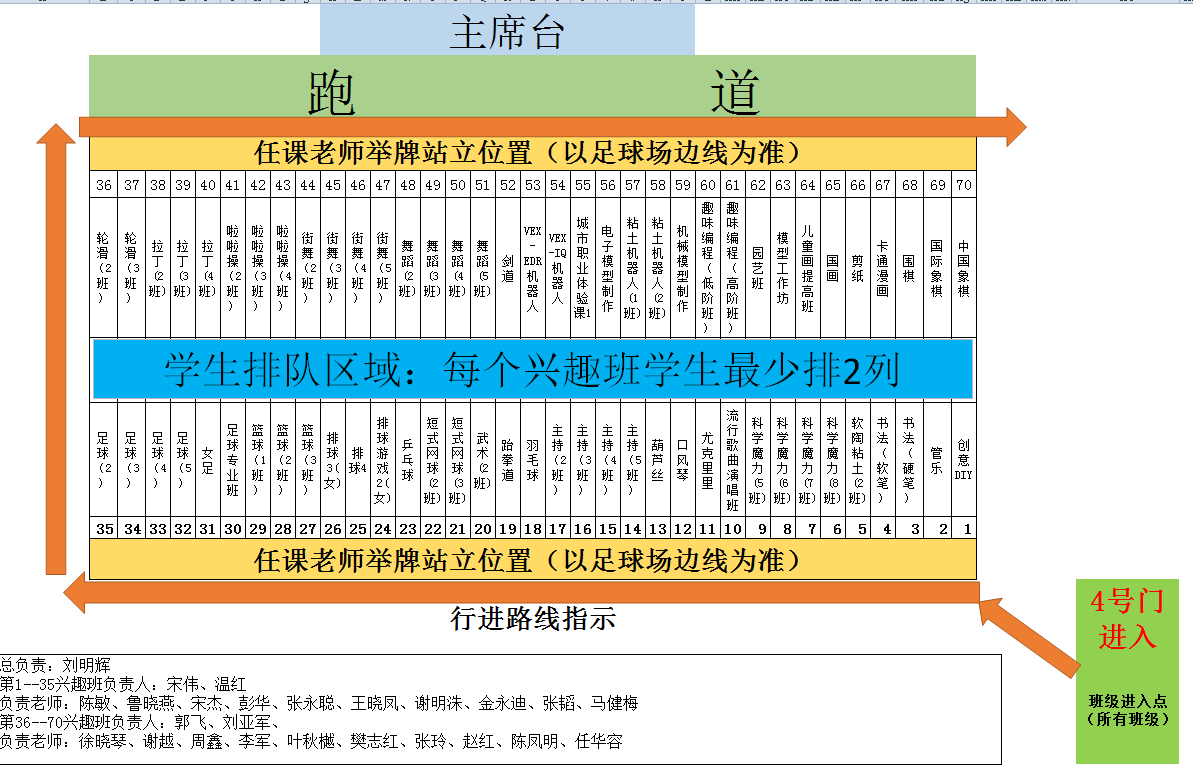 主席台
跑 道
任课老师举牌站立位置（以足球场边线为准）
36 37 38 39 40 41 42 43 44 45 46 47 48 49 50 51 52 53 54 55 56 57 58 59 60 61 62 63 64 65 66 67 68 69 70
轮滑（2班）
轮滑（3班）
拉丁（2班）
拉丁（3班）
拉丁（4班）
啦啦操（2班）
啦啦操（3班）
啦啦操（4班）
街舞（2班）
街舞（3班）
街舞（4班）
街舞（5班）
舞蹈（2班）
舞蹈（3班）
舞蹈（4班）
舞蹈（5班）
剑道
VEX-EDR机器人
VEX-IQ机器人
城市职业体验课1
电子模型制作
粘土机器人（1班）
粘土机器人（2班）
机械模型制作
趣味编程（低阶班）
趣味编程（高阶班）
园艺班
模型工作坊
儿童画提高班
国画
剪纸
卡通漫画
围棋
国际象棋
中国象棋
学生排队区域：每个兴趣班学生最少排2列
足球（2）
足球（3）
足球（4）
足球（5）
女足
足球专业班
篮球（1班）
篮球（2班）
篮球（3班）
排球3（女）
排球4
排球游戏2（女）
乒乓球
短式网球（2班）
短式网球（3班）
武术（2班）
跆拳道
羽毛球
主持（2班）
主持（3班）
主持（4班）
主持（5班）
葫芦丝
口风琴
尤克里里
流行歌曲演唱班
科学魔力（5班）
科学魔力（6班）
科学魔力（7班）
科学魔力（8班）
软陶粘土（2班）
书法（软笔）
书法（硬笔）
管乐
创意DIY
35 34 33 32 31 30 29 28 27 26 25 24 23 22 21 20 19 18 17 16 15 14 13 12 11 10 9 8 7 6 5 4 3 2 1
任课老师举牌站立位置（以足球场边线为准）
行进路线指示
4号门
进入
班级进入点
（所有班级）
总负责：刘明辉
第1--35兴趣班负责人：宋伟、温红
负责老师：陈敏、鲁晓燕、宋杰、彭华、张永聪、王晓凤、谢明洙、金永迪、张韬、马健梅
第36--70兴趣班负责人：郭飞、刘亚军、
负责老师：徐晓琴、谢越、周鑫、李军、叶秋樾、樊志红、张玲、赵红、陈凤明、任华容